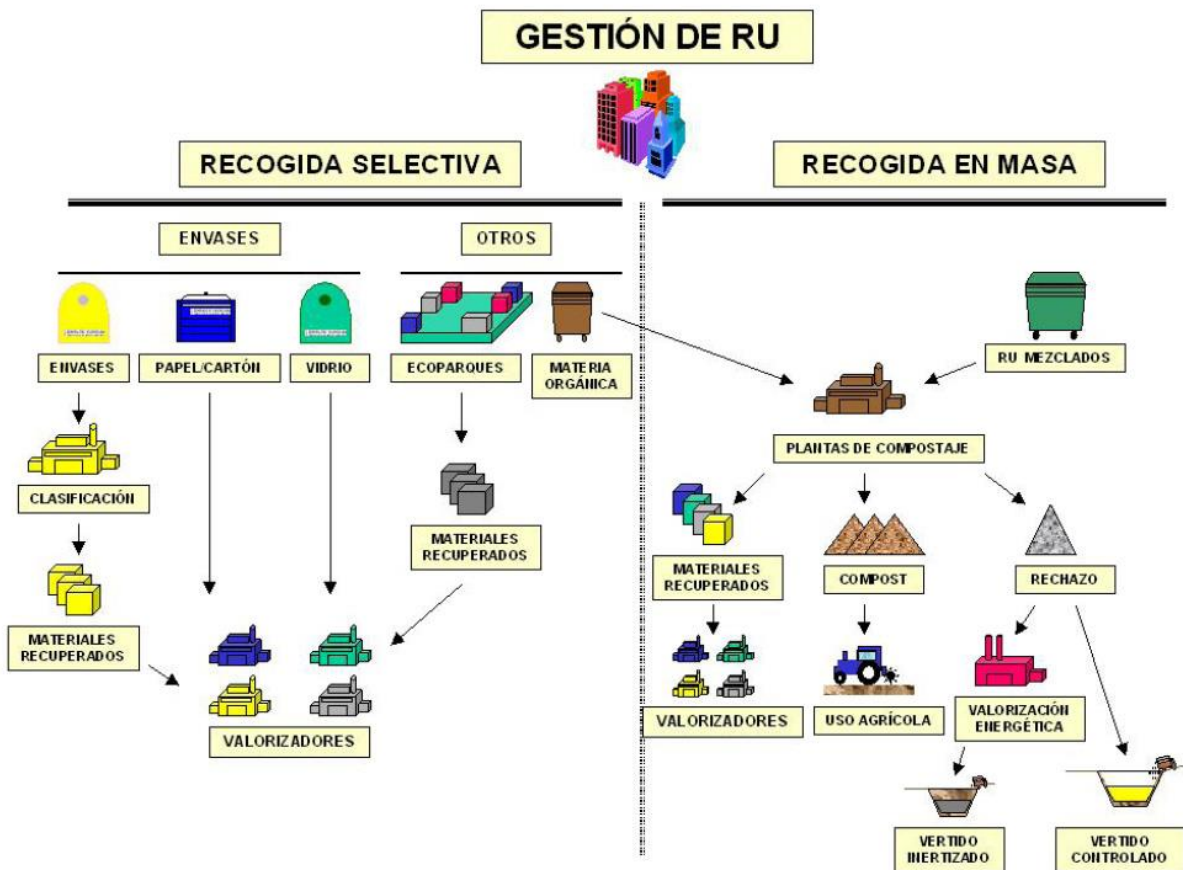 GESTIÓN DE RU
RECOGIDA SELECTIVA
RECOGIDA EN MASA
ENVASES
OTROS
ENVASES
PAPEL/CARTÓN
VIDRIO
ECOPARQUES
MATERIA
ORGÁNICA
RU MEZCLADOS
PLANTAS DE COMPOSTAJE
CLASIFICACIÓN
MATERIALES
RECUPERADOS
MATERIALES
RECUPERADOS
COMPOST
RECHAZO
MATERIALES
RECUPERADOS
VALORIZADORES
VALORIZADORES
USO AGRÍCOLA
VALORIZACIÓN
ENERGÉTICA
VERTIDO
INERTIZADO
VERTIDO
CONTROLADO